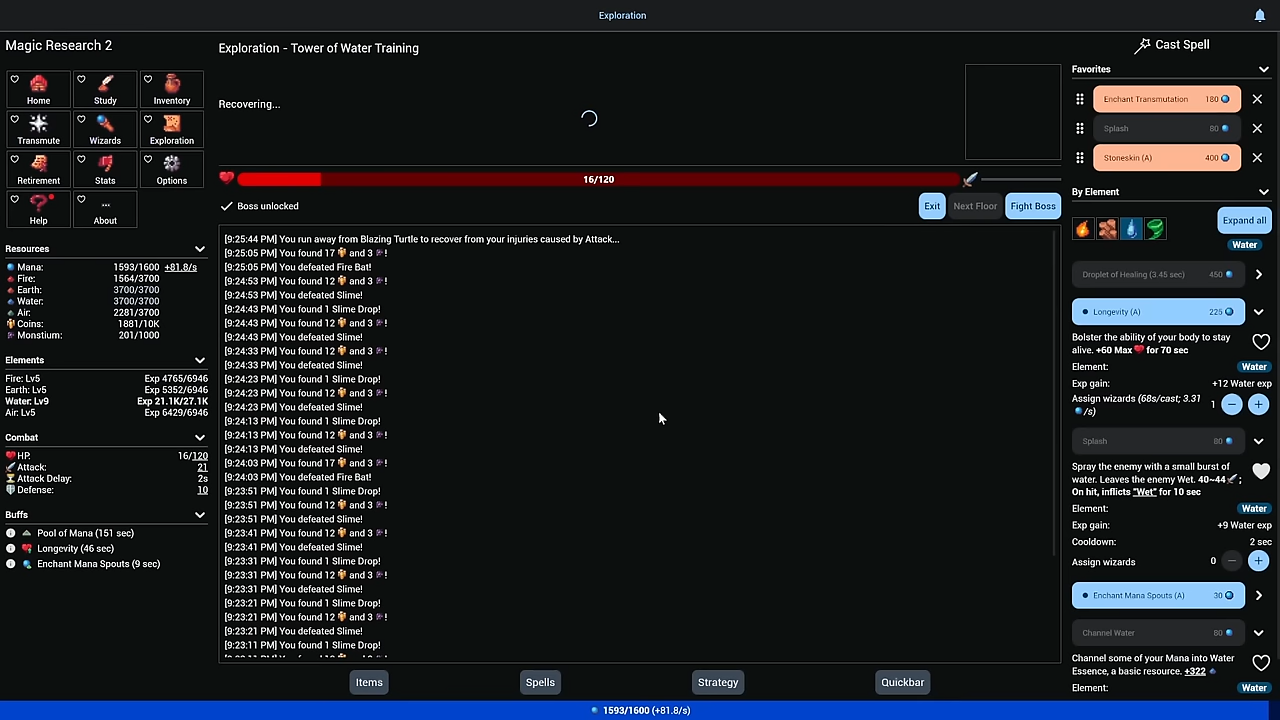 Exploration
Magic Research 2
Home
Study
Inventory
Transmute
Wizards
Exploration
Retirement
Stats
Options
Help
About
Resources
Mana: 1593/1600 +81.8/s
Fire: 1564/3700
Earth: 3700/3700
Water: 3700/3700
Air: 2281/3700
Coins: 1881/10K
Monstium: 201/1000
Elements
Fire: Lv5 Exp 4765/6946
Earth: Lv5 Exp 5352/6946
Water: Lv9 Exp 21.1K/27.1K
Air: Lv5 Exp 6429/6946
Combat
HP: 16/120
Attack: 21
Attack Delay: 2s
Defense: 10
Buffs
Pool of Mana (151 sec)
Longevity (46 sec)
Enchant Mana Spouts (9 sec)
Exploration - Tower of Water Training
Recovering...
16/120
Boss unlocked
Exit
Next Floor
Fight Boss
[9:25:44 PM] You run away from Blazing Turtle to recover from your injuries caused by Attack...
[9:25:05 PM] You found 17 and 3 !
[9:25:05 PM] You defeated Fire Bat!
[9:24:53 PM] You found 12 and 3 !
[9:24:53 PM] You defeated Slime!
[9:24:43 PM] You found 1 Slime Drop!
[9:24:43 PM] You found 12 and 3 !
[9:24:43 PM] You defeated Slime!
[9:24:33 PM] You found 12 and 3 !
[9:24:33 PM] You defeated Slime!
[9:24:23 PM] You found 1 Slime Drop!
[9:24:23 PM] You found 12 and 3 !
[9:24:23 PM] You defeated Slime!
[9:24:13 PM] You found 1 Slime Drop!
[9:24:13 PM] You found 12 and 3 !
[9:24:13 PM] You defeated Slime!
[9:24:03 PM] You found 17 and 3 !
[9:24:03 PM] You defeated Fire Bat!
[9:23:51 PM] You found 1 Slime Drop!
[9:23:51 PM] You found 12 and 3 !
[9:23:51 PM] You defeated Slime!
[9:23:41 PM] You found 12 and 3 !
[9:23:41 PM] You defeated Slime!
[9:23:31 PM] You found 1 Slime Drop!
[9:23:31 PM] You found 12 and 3 !
[9:23:31 PM] You defeated Slime!
[9:23:21 PM] You found 1 Slime Drop!
[9:23:21 PM] You found 12 and 3 !
[9:23:21 PM] You defeated Slime!
[9:23:11 PM] You found 1 Slime Drop!
Items
Spells
Strategy
Quickbar
1593/1600 (+81.8/s)
Cast Spell
Favorites
Enchant Transmutation 180
Splash 80
Stoneskin (A) 400
By Element
Expand all
Water
Droplet of Healing (3.45 sec) 450
Longevity (A) 225
Bolster the ability of your body to stay
alive. +60 Max for 70 sec
Element: Water
Exp gain: +12 Water exp
Assign wizards (68s/cast; 3.31 1
/s)
Splash 80
Spray the enemy with a small burst of
water. Leaves the enemy Wet. 40~44 ;
On hit, inflicts "Wet" for 10 sec
Element: Water
Exp gain: +9 Water exp
Cooldown: 2 sec
Assign wizards 0
Enchant Mana Spouts (A) 30
Channel Water 80
Channel some of your Mana into Water
Essence, a basic resource. +322
Element: Water